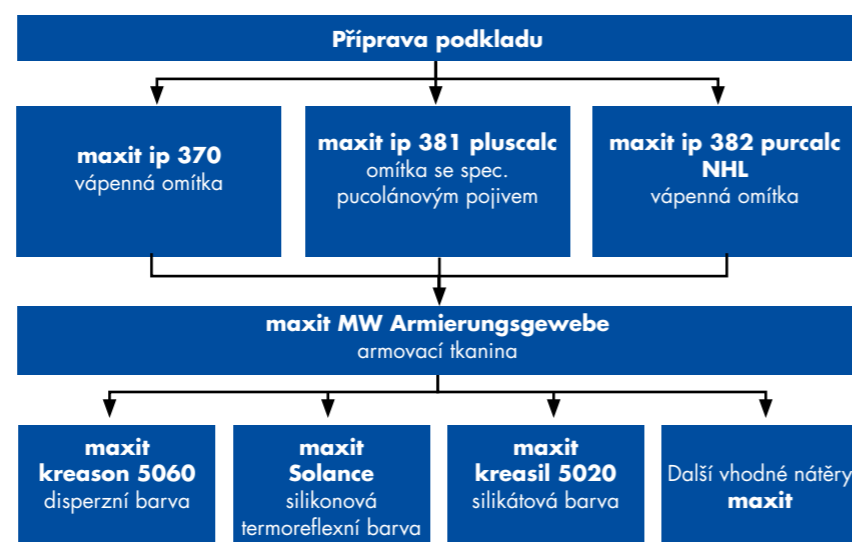 Příprava podkladu
maxit ip 370
vápenná omítka
maxit ip 381 pluscalc
omítka se spec.
pucolánovým pojivem
maxit ip 382 purcalc
NHL
vápenná omítka
maxit MW Armierungsgewebe
armovací tkanina
maxit
kreason 5060
disperzní barva
maxit
Solance
silikonová
termoreflexní barva
maxit
kreasil 5020
silikátová barva
Další vhodné nátěry
maxit